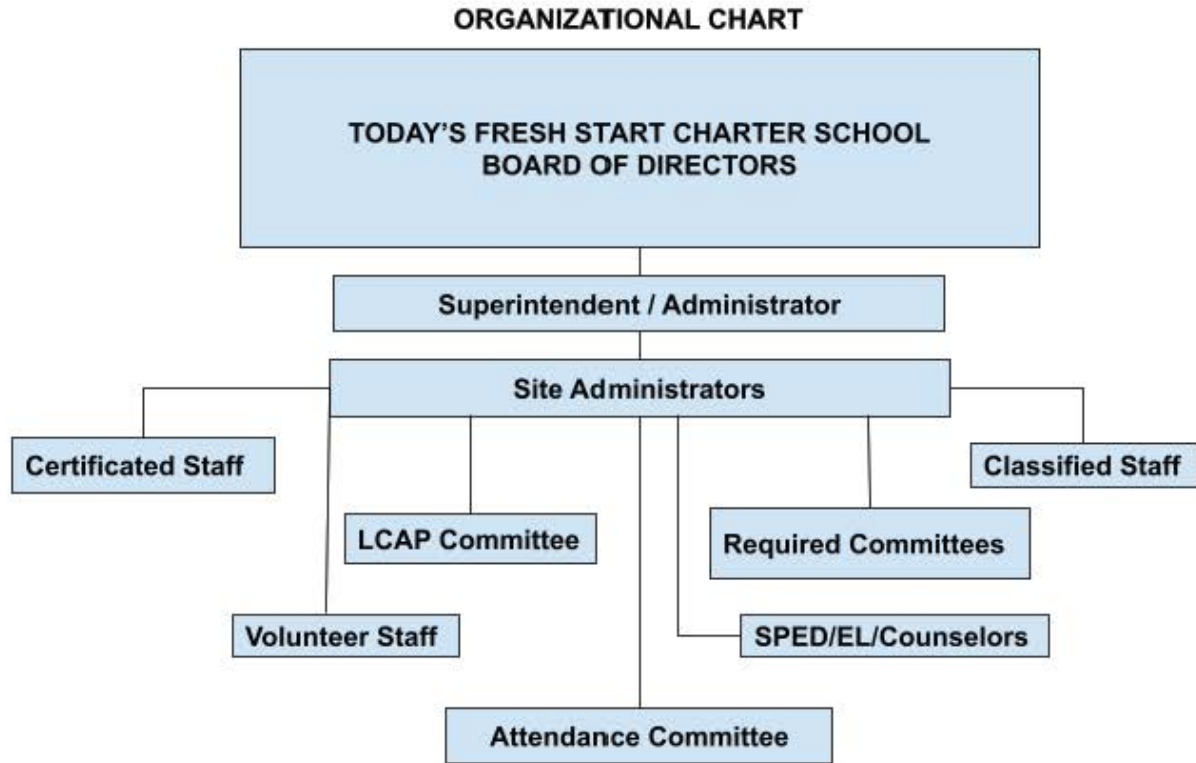 ORGANIZATIONAL CHART
TODAY'S FRESH START CHARTER SCHOOL
BOARD OF DIRECTORS
Superintendent / Administrator
Site Administrators
Certificated Staff
Classified Staff
LCAP Committee
Required Committees
Volunteer Staff
SPED/EL/Counselors
Attendance Committee